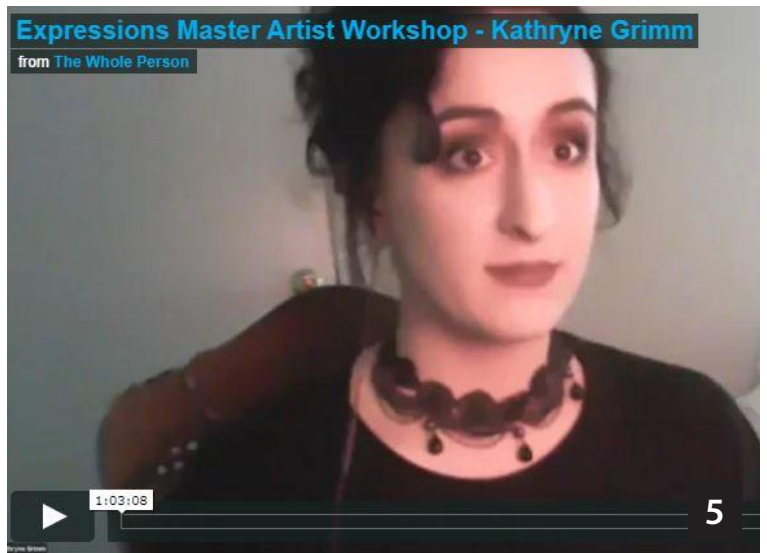 Expressions Master Artist Workshop - Kathryne Grimm
from The Whole Person
1:03:08
5